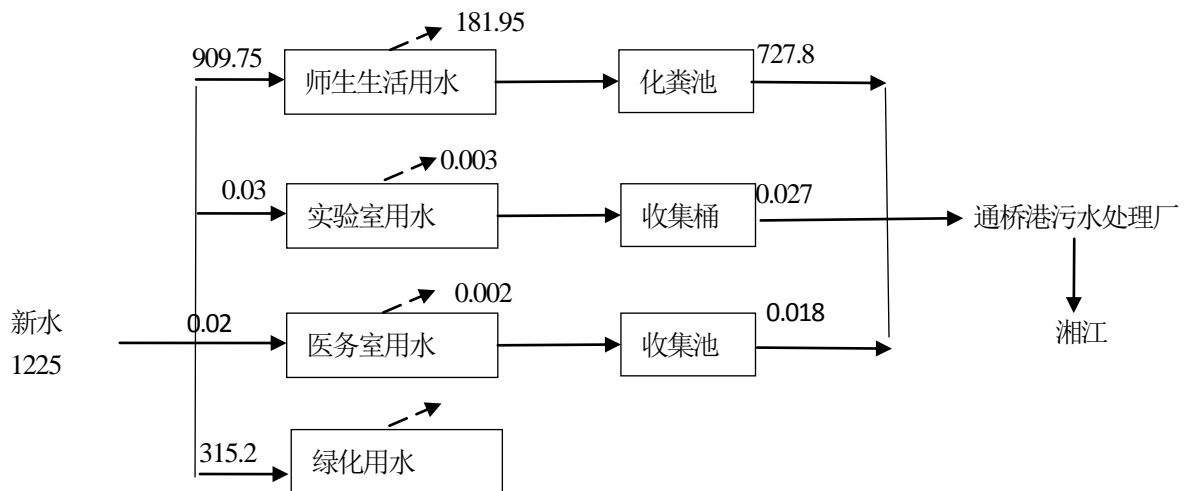 181.95
909.75
师生生活用水
化粪池
727.8
0.003
0.03
实验室用水
收集桶
0.027
通桥港污水处理厂
0.002
新水
1225
0.02
医务室用水
收集池
0.018
湘江
315.2
绿化用水